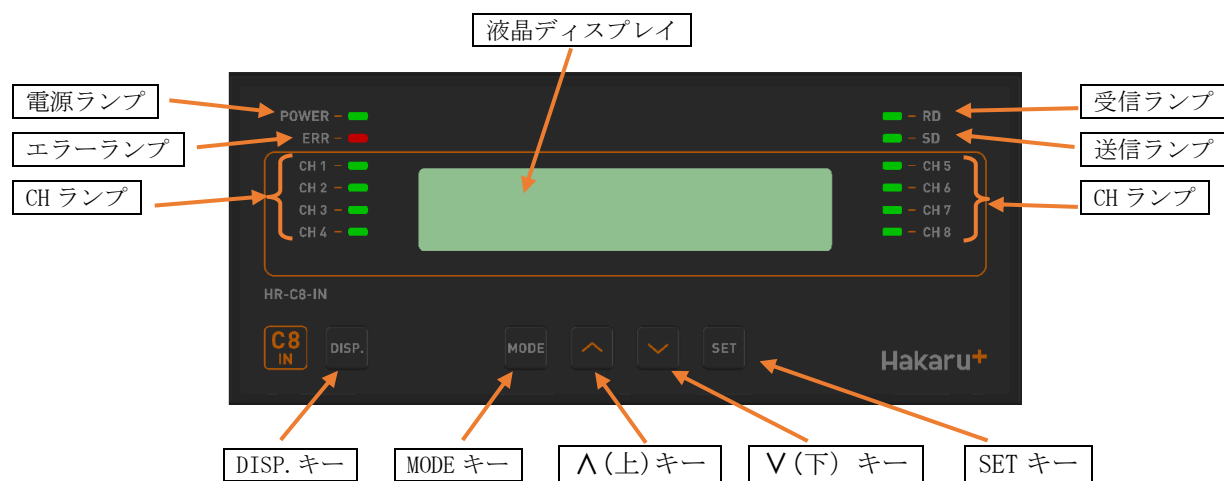 液晶ディスプレイ
電源ランプ
エラーランプ
CH ランプ
POWER
ERR
CH 1
CH 2
CH 3
CH 4
RD
SD
CH 5
CH 6
CH 7
CH 8
受信ランプ
送信ランプ
CH ランプ
HR-C8-IN
C8
IN
DISP.
MODE
SET
Hakaru+
DISP. キー
MODE キー
∧(上)キー
∨(下) キー
SET キー